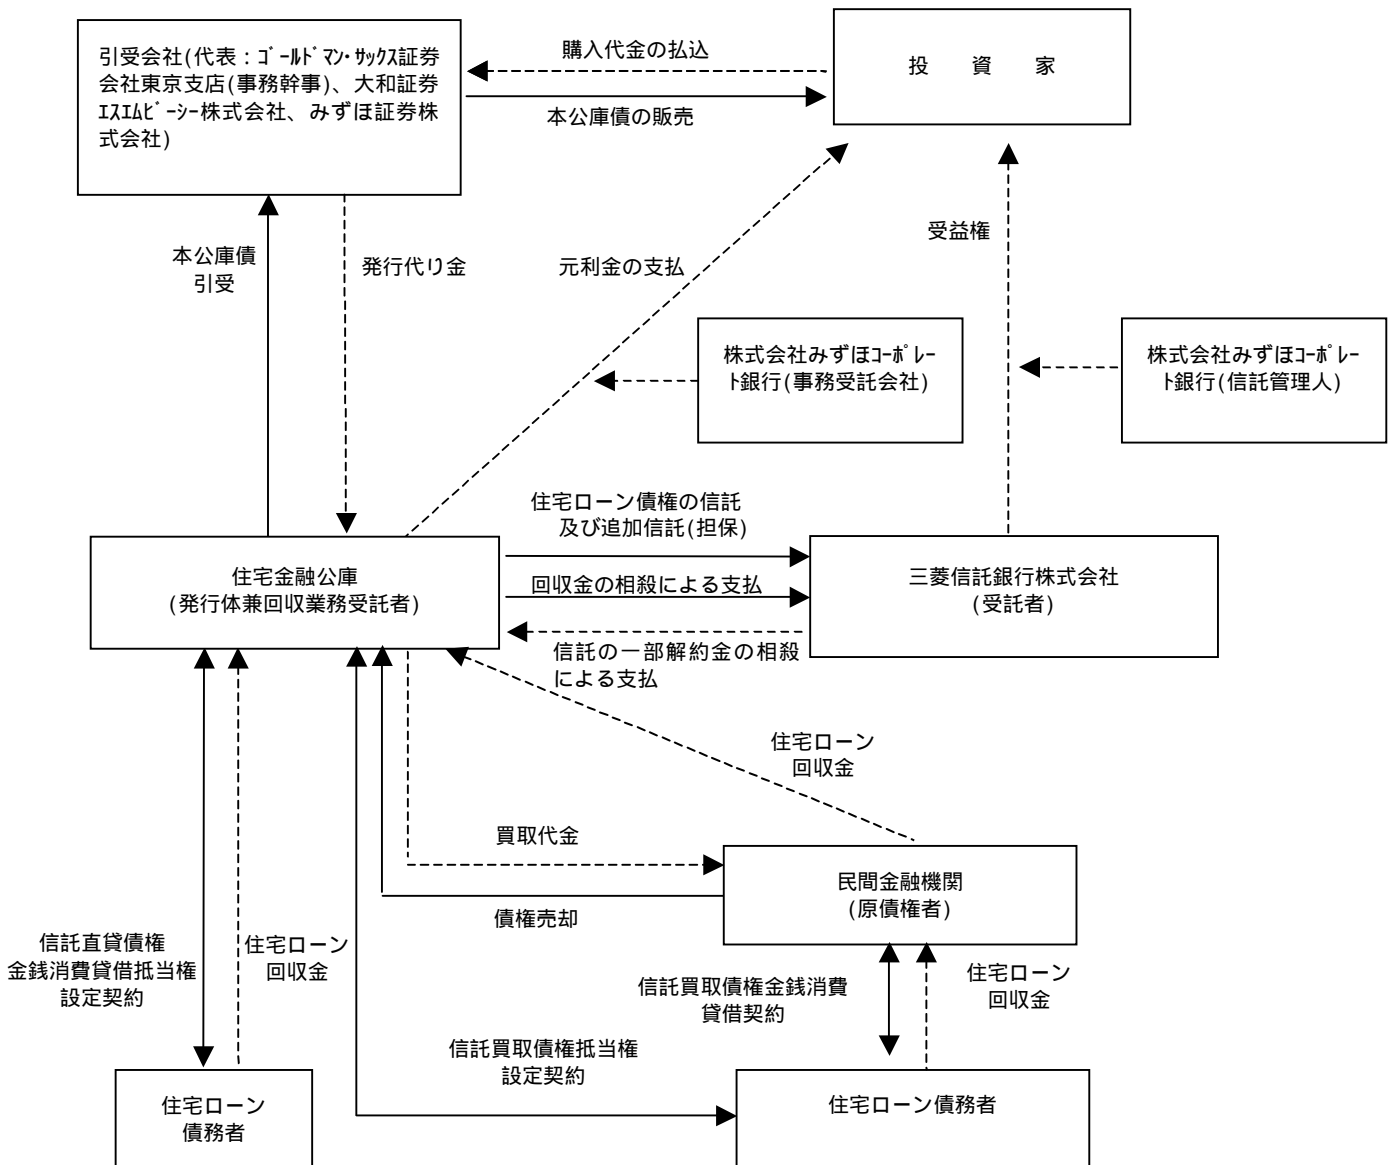 引受会社(代表：ｺﾞｰﾙﾄﾞﾏﾝ･ｻｯｸｽ証券
会社東京支店(事務幹事)、大和証券
ｴｽｴﾑﾋﾞｰシー株式会社、みずほ証券株
式会社)
購入代金の払込
本公庫債の販売
投　資　家
本公庫債
引受
発行代り金
元利金の支払
受益権
株式会社みずほｺｰﾎﾟﾚｰ
ﾄ銀行(事務受託会社)
株式会社みずほｺｰﾎﾟﾚｰ
ﾄ銀行(信託管理人)
住宅ローン債権の信託
及び追加信託(担保)
住宅金融公庫
(発行体兼回収業務受託者)
回収金の相殺による支払
三菱信託銀行株式会社
(受託者)
信託の一部解約金の相殺
による支払
住宅ローン
回収金
買取代金
民間金融機関
(原債権者)
債権売却
信託直貸債権
金銭消費貸借抵当権
設定契約
住宅ローン
回収金
信託買取債権金銭消費
貸借契約
住宅ローン
回収金
信託買取債権抵当権
設定契約
住宅ローン
債務者
住宅ローン債務者